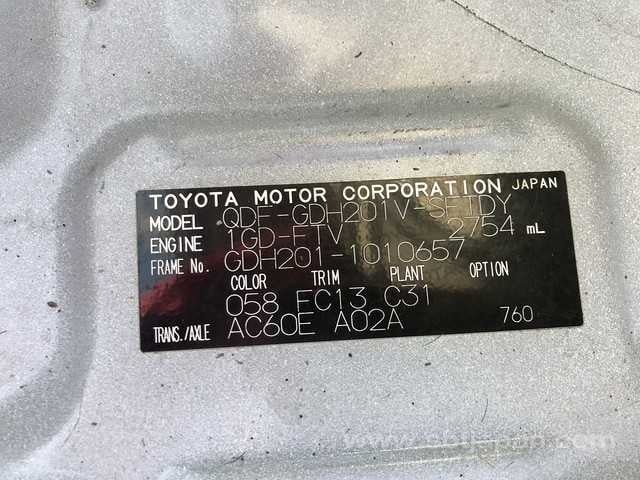 TOYOTA MOTOR CORPORATION JAPAN
MODEL QDF-GDH201V-SFTDY
ENGINE 1GD-FTV 2754 mL
FRAME No. GDH201-1010657
COLOR TRIM PLANT OPTION
058 FC13 C31
TRANS./AXLE AC60E A02A 760